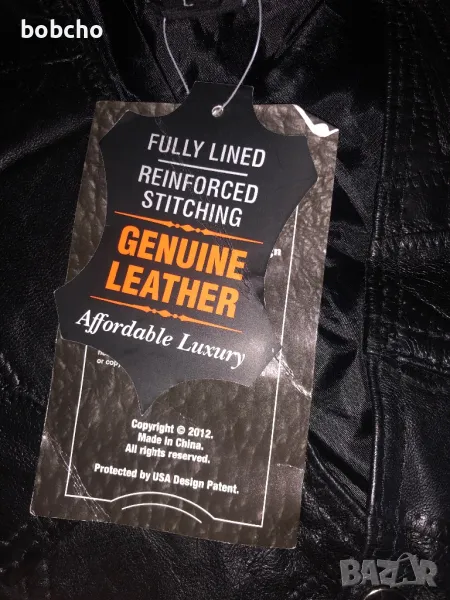 bobcho
FULLY LINED
REINFORCED
STITCHING
GENUINE
LEATHER
Affordable Luxury
or cop
Copyright © 2012.
Made in China.
All rights reserved.
Protected by USA Design Patent.
BAZAR